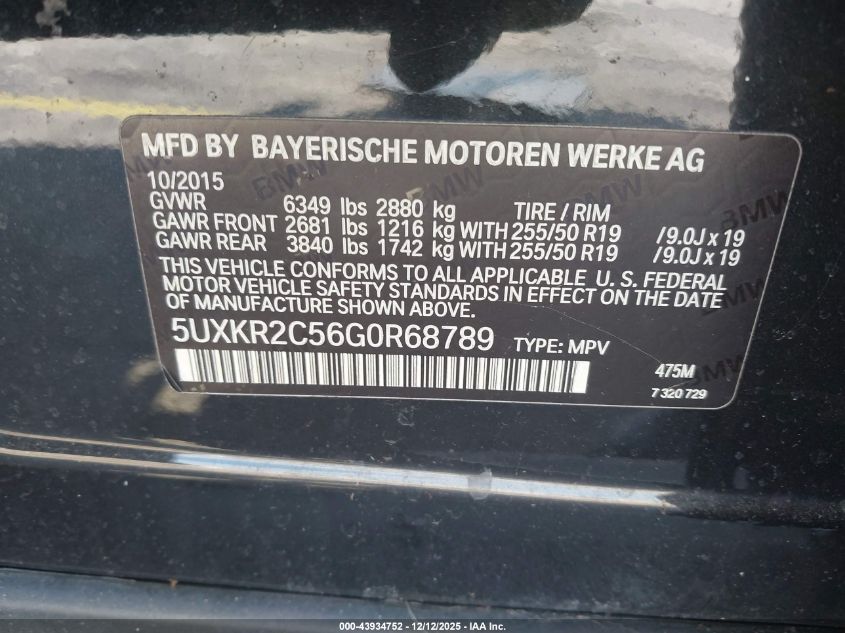 MFD BY BAYERISCHE MOTOREN WERKE AG
10/2015
GVWR 6349 lbs 2880 kg TIRE / RIM
GAWR FRONT 2681 lbs 1216 kg WITH 255/50 R19 /9.0J x 19
GAWR REAR 3840 lbs 1742 kg WITH 255/50 R19 /9.0J x 19
THIS VEHICLE CONFORMS TO ALL APPLICABLE U. S. FEDERAL
MOTOR VEHICLE SAFETY STANDARDS IN EFFECT ON THE DATE
OF MANUFACTURE SHOWN ABOVE.
5UXKR2C56G0R68789 TYPE: MPV
475M
7 320 729
BMW
BMW
BMW
000-43934752 - 12/12/2025 - IAA Inc.